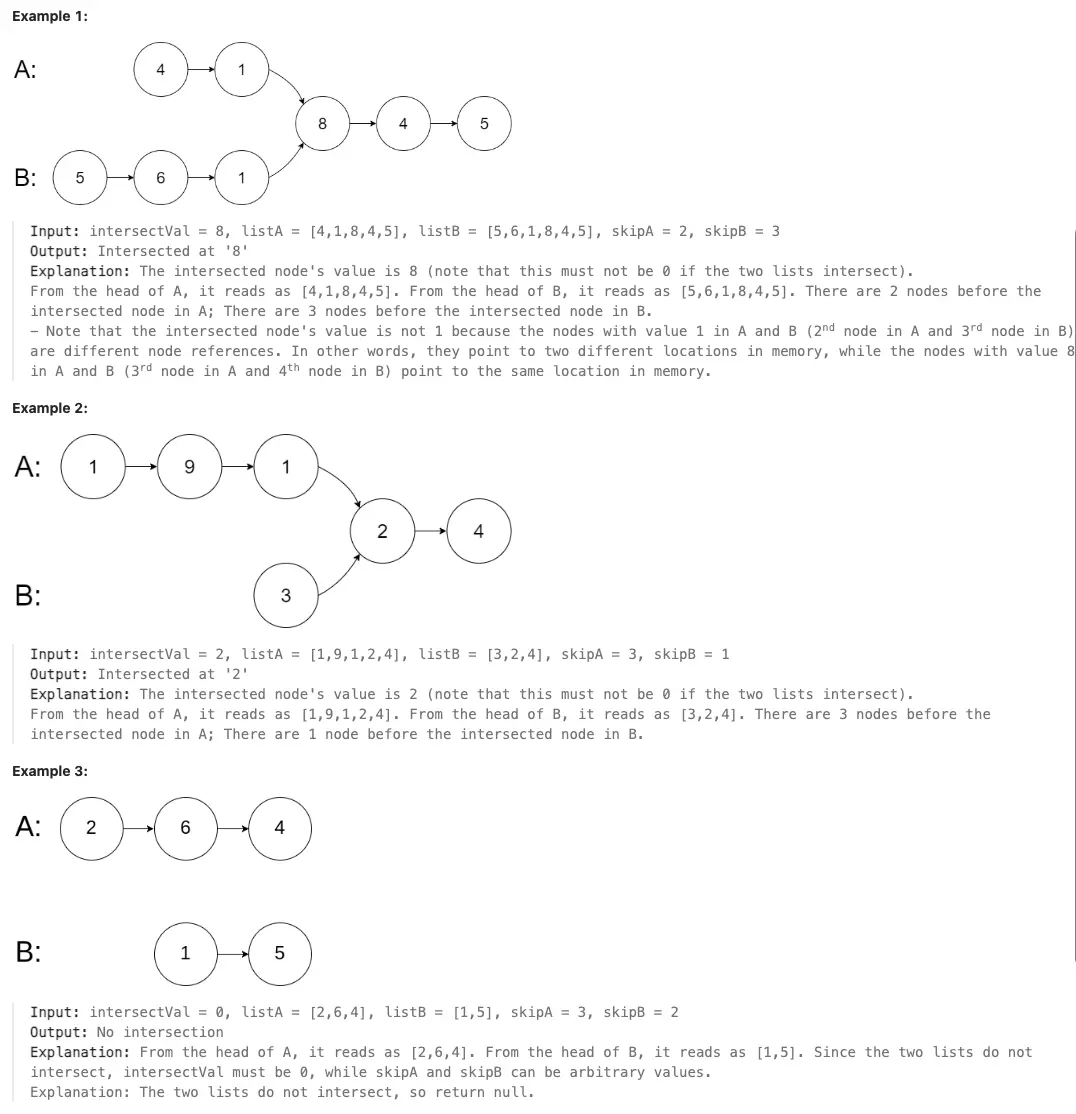 Example 1:
A:
4
1
8
4
5
B:
5
6
1
Input: intersectVal = 8, listA = [4,1,8,4,5], listB = [5,6,1,8,4,5], skipA = 2, skipB = 3
Output: Intersected at '8'
Explanation: The intersected node's value is 8 (note that this must not be 0 if the two lists intersect).
From the head of A, it reads as [4,1,8,4,5]. From the head of B, it reads as [5,6,1,8,4,5]. There are 2 nodes before the
intersected node in A; There are 3 nodes before the intersected node in B.
– Note that the intersected node's value is not 1 because the nodes with value 1 in A and B (2nd node in A and 3rd node in B)
are different node references. In other words, they point to two different locations in memory, while the nodes with value 8
in A and B (3rd node in A and 4th node in B) point to the same location in memory.
Example 2:
A:
1
9
1
2
4
B:
3
Input: intersectVal = 2, listA = [1,9,1,2,4], listB = [3,2,4], skipA = 3, skipB = 1
Output: Intersected at '2'
Explanation: The intersected node's value is 2 (note that this must not be 0 if the two lists intersect).
From the head of A, it reads as [1,9,1,2,4]. From the head of B, it reads as [3,2,4]. There are 3 nodes before the
intersected node in A; There are 1 node before the intersected node in B.
Example 3:
A:
2
6
4
B:
1
5
Input: intersectVal = 0, listA = [2,6,4], listB = [1,5], skipA = 3, skipB = 2
Output: No intersection
Explanation: From the head of A, it reads as [2,6,4]. From the head of B, it reads as [1,5]. Since the two lists do not
intersect, intersectVal must be 0, while skipA and skipB can be arbitrary values.
Explanation: The two lists do not intersect, so return null.